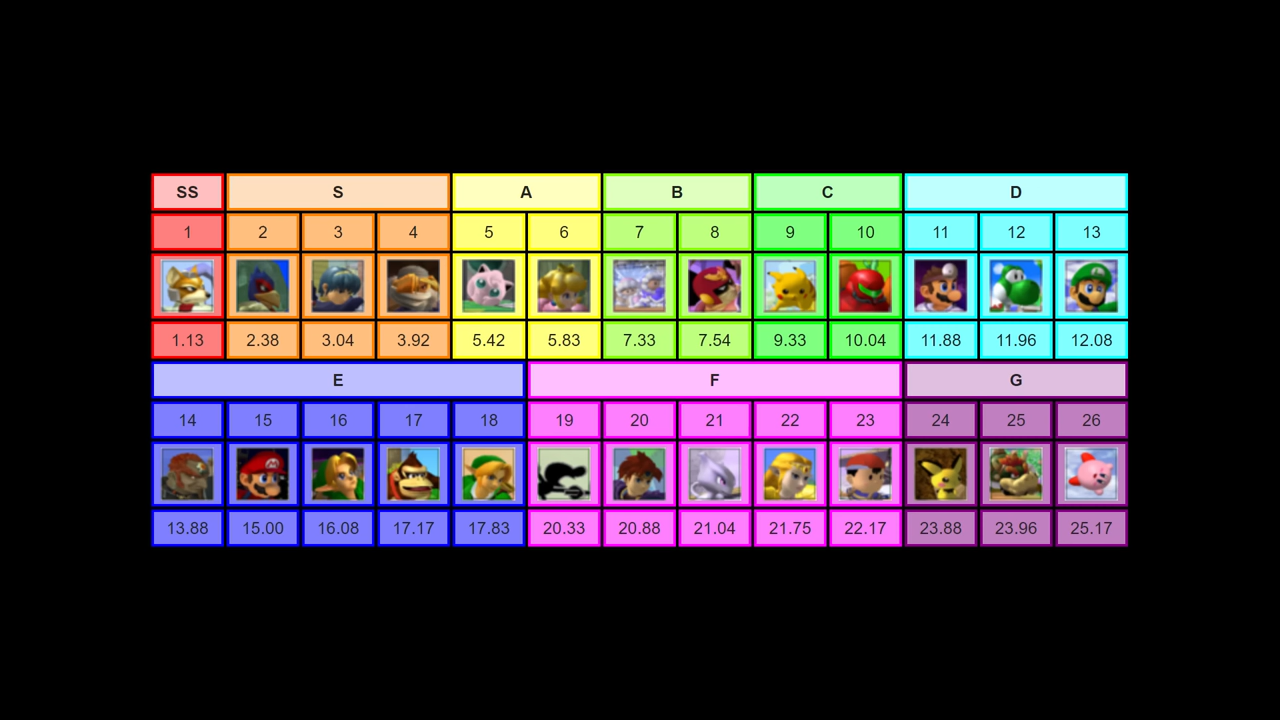 SS S A B C D
1 2 3 4 5 6 7 8 9 10 11 12 13
1.13 2.38 3.04 3.92 5.42 5.83 7.33 7.54 9.33 10.04 11.88 11.96 12.08
E F G
14 15 16 17 18 19 20 21 22 23 24 25 26
13.88 15.00 16.08 17.17 17.83 20.33 20.88 21.04 21.75 22.17 23.88 23.96 25.17